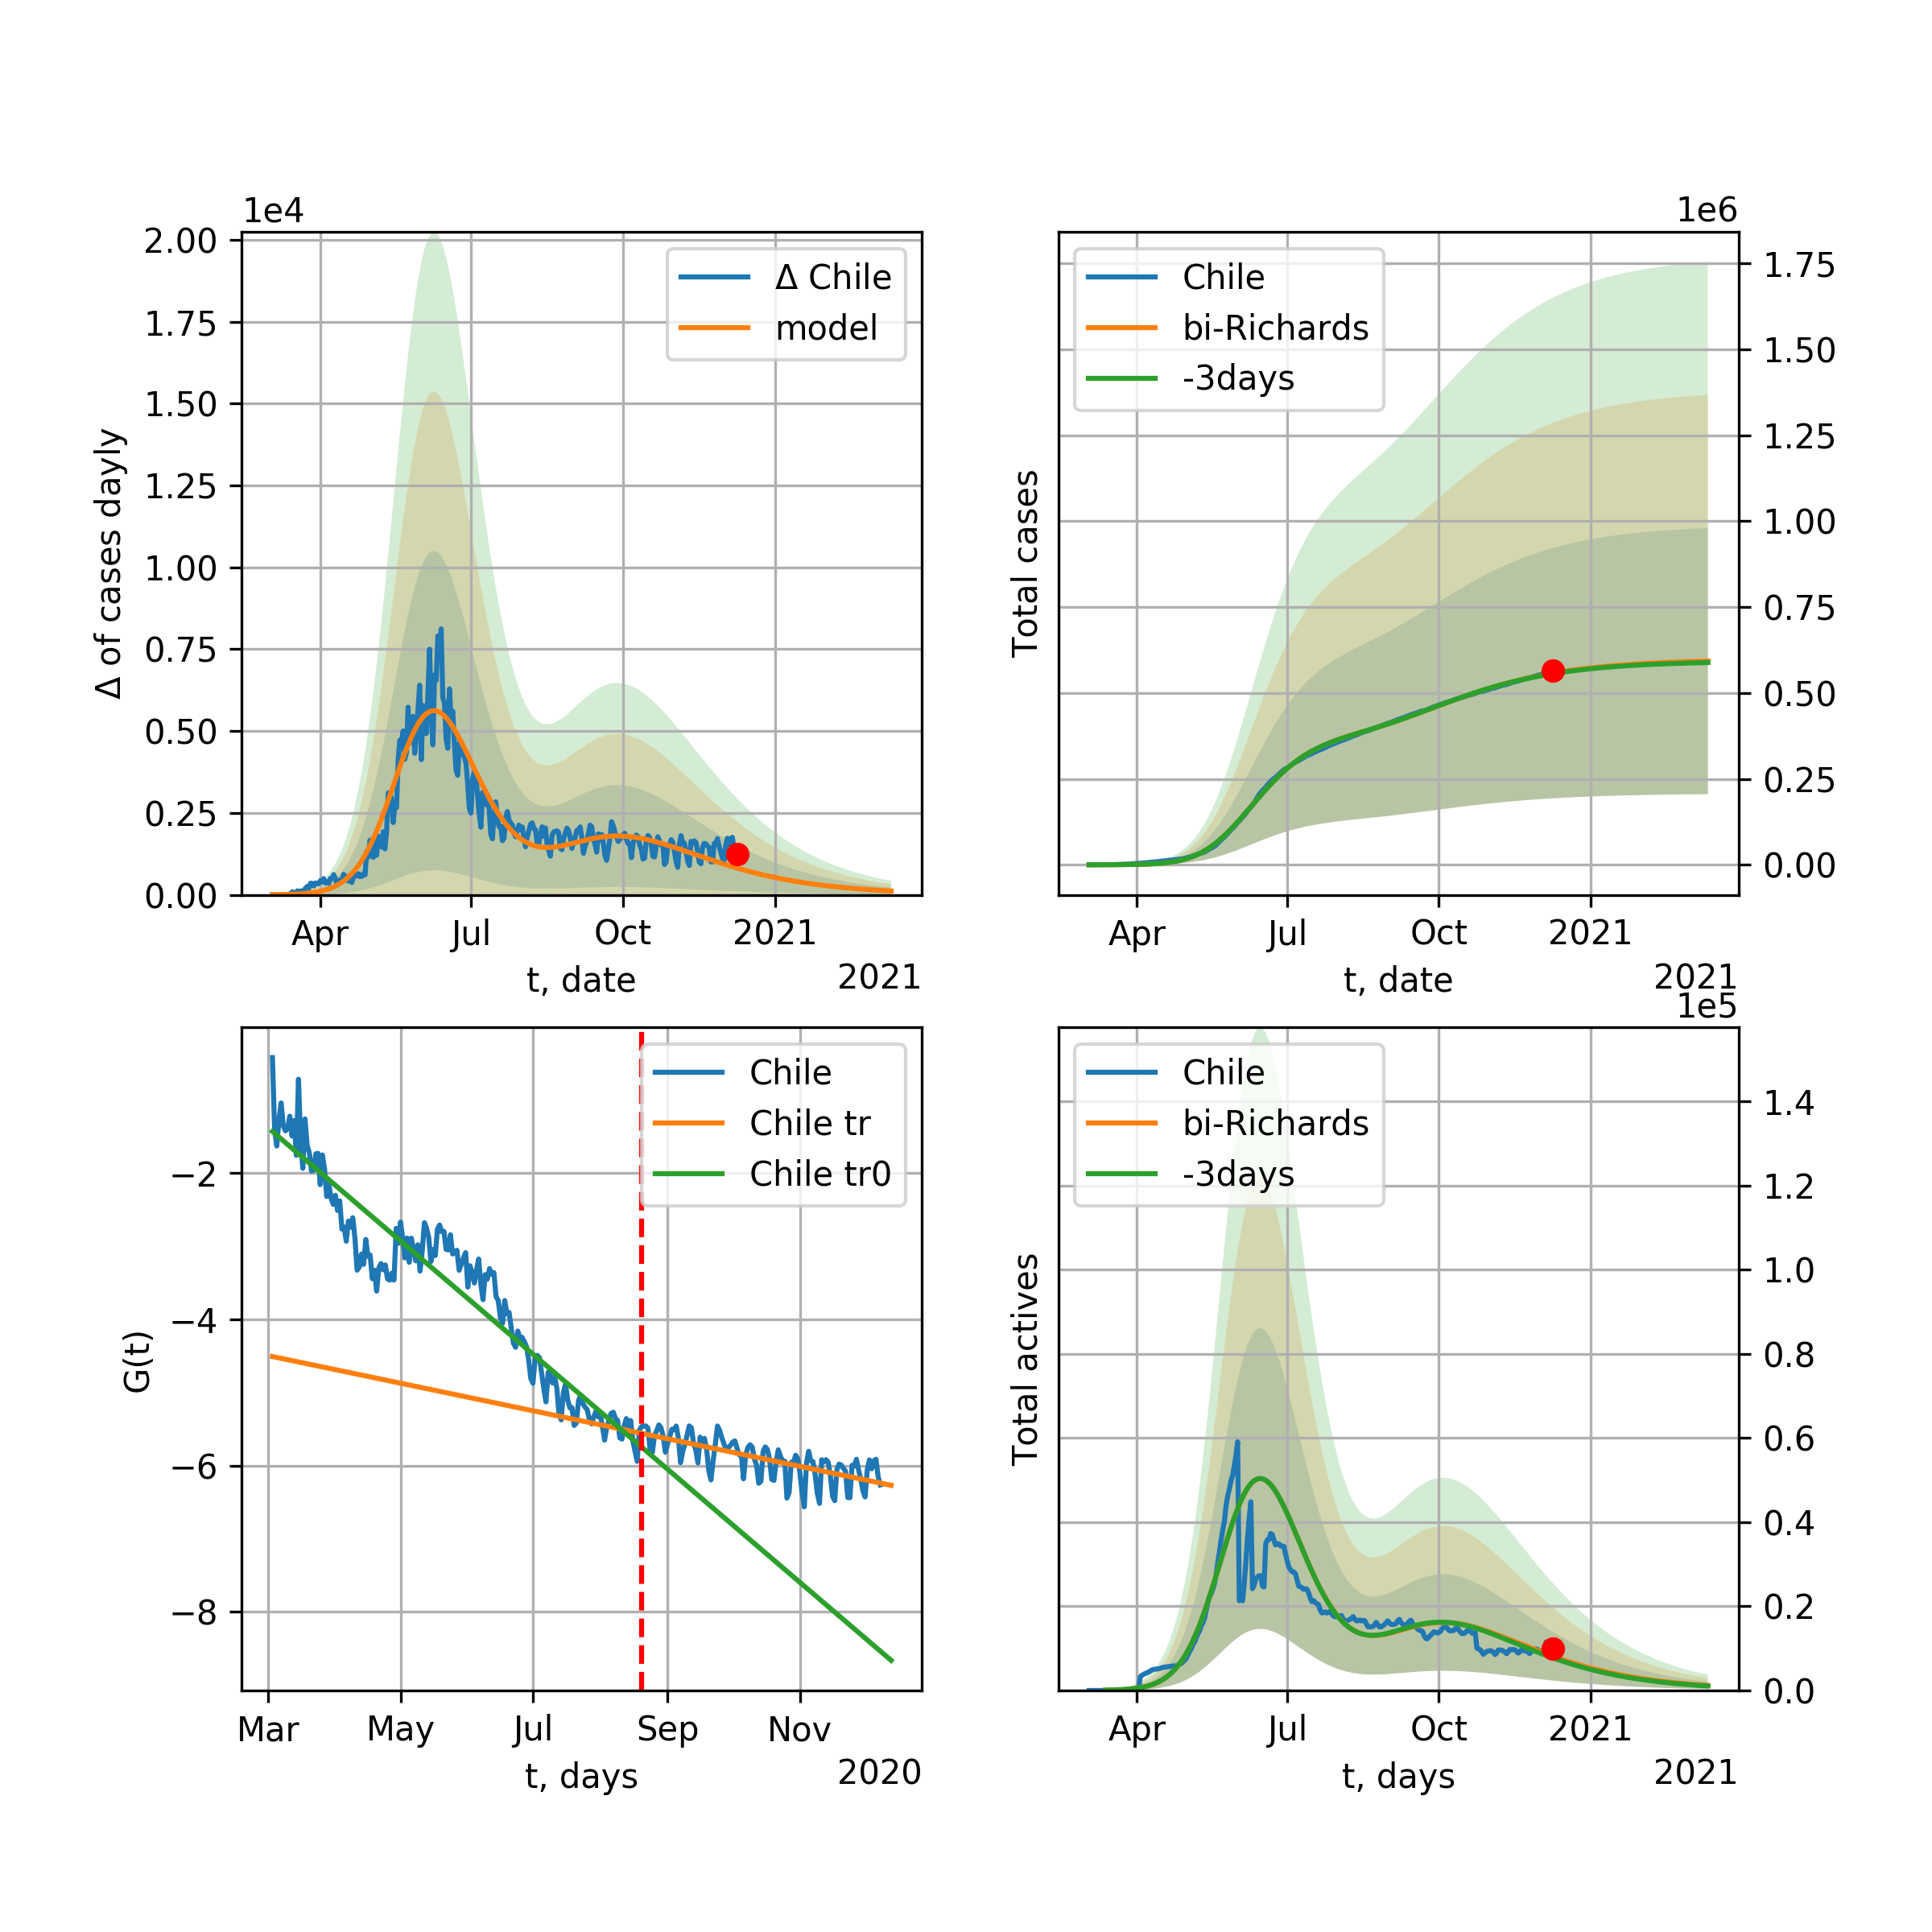 1e4
2.00
1.75
1.50
1.25
1.00
0.75
0.50
0.25
0.00
Δ of cases dayly
Δ Chile
model
Apr Jul Oct 2021
t, date
2021
1e6
Total cases
Chile
bi-Richards
-3days
1.75
1.50
1.25
1.00
0.75
0.50
0.25
0.00
Apr Jul Oct 2021
t, date
2021
G(t)
−2
−4
−6
−8
Chile
Chile tr
Chile tr0
Mar May Jul Sep Nov
t, days
2020
1e5
Total actives
Chile
bi-Richards
-3days
1.4
1.2
1.0
0.8
0.6
0.4
0.2
0.0
Apr Jul Oct 2021
t, days
2021